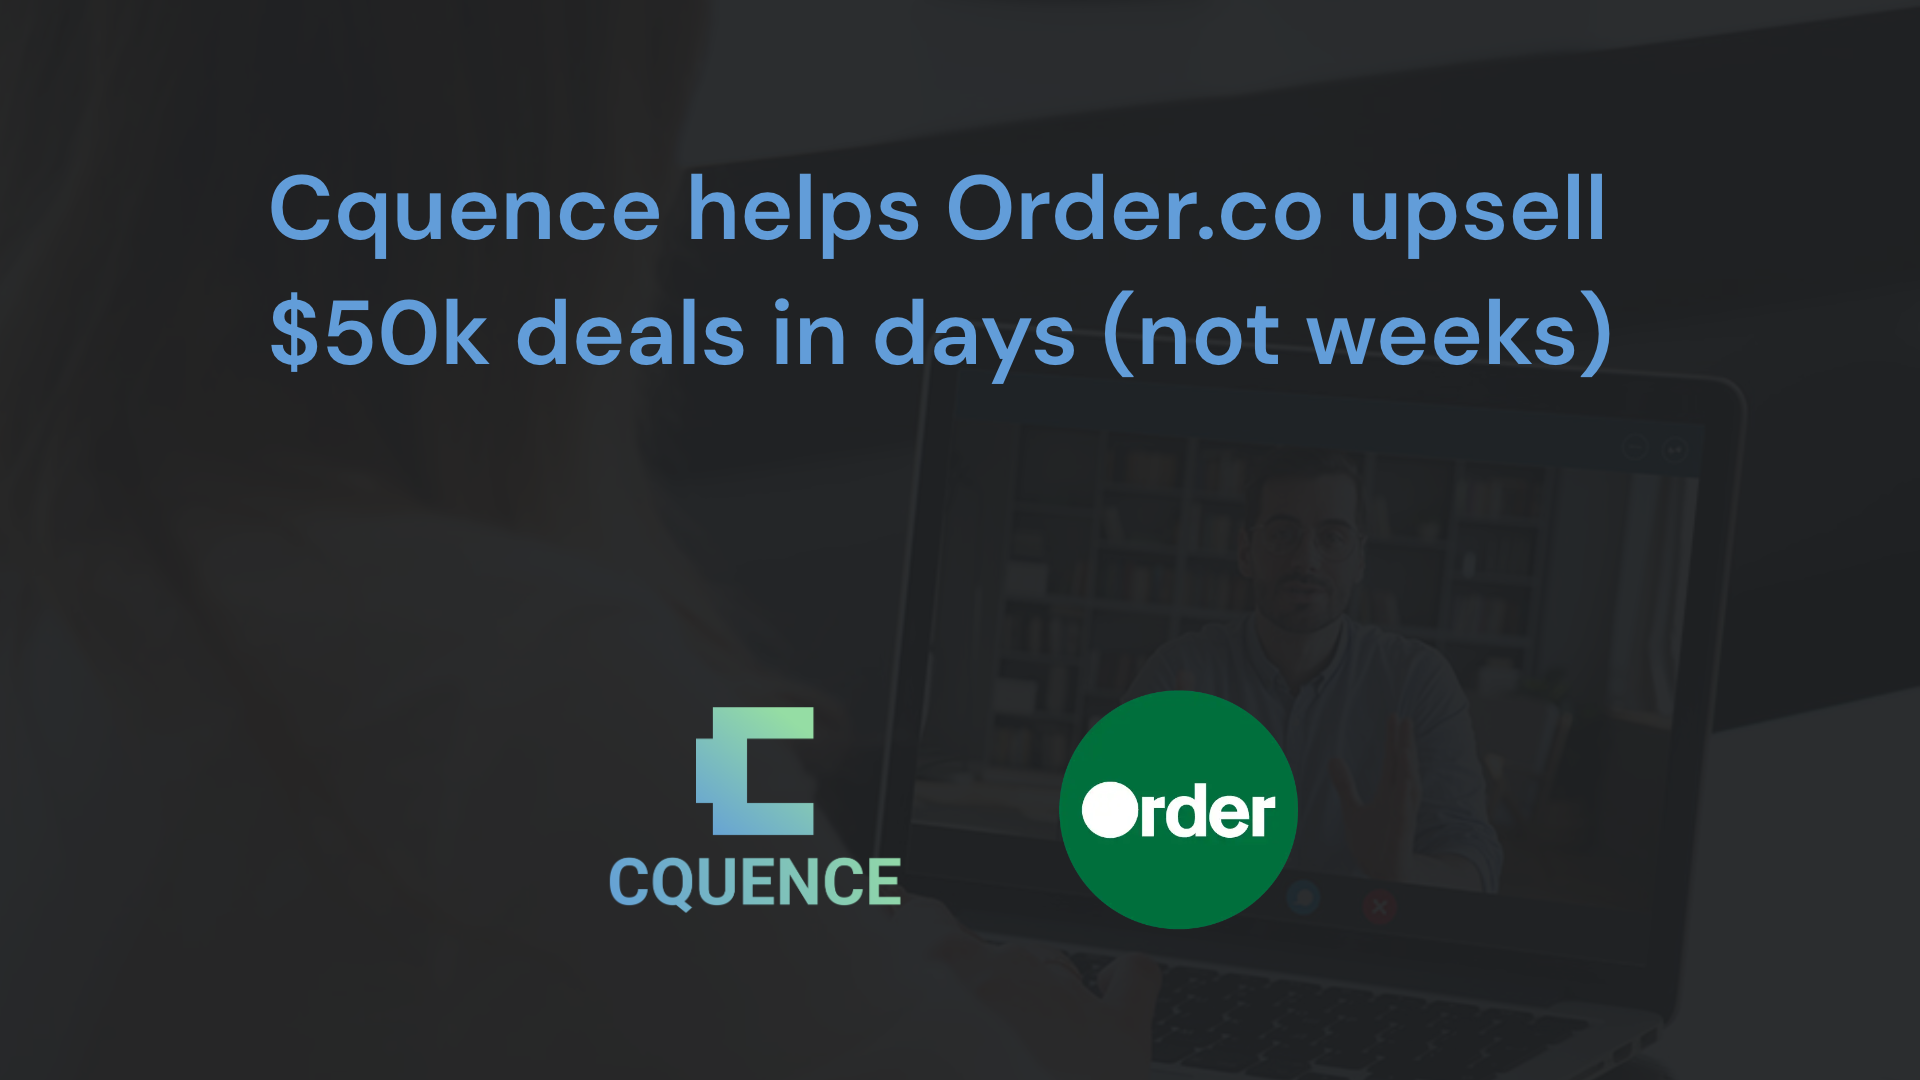 Cquence helps Order.co upsell
$50k deals in days (not weeks)
CQUENCE
Order